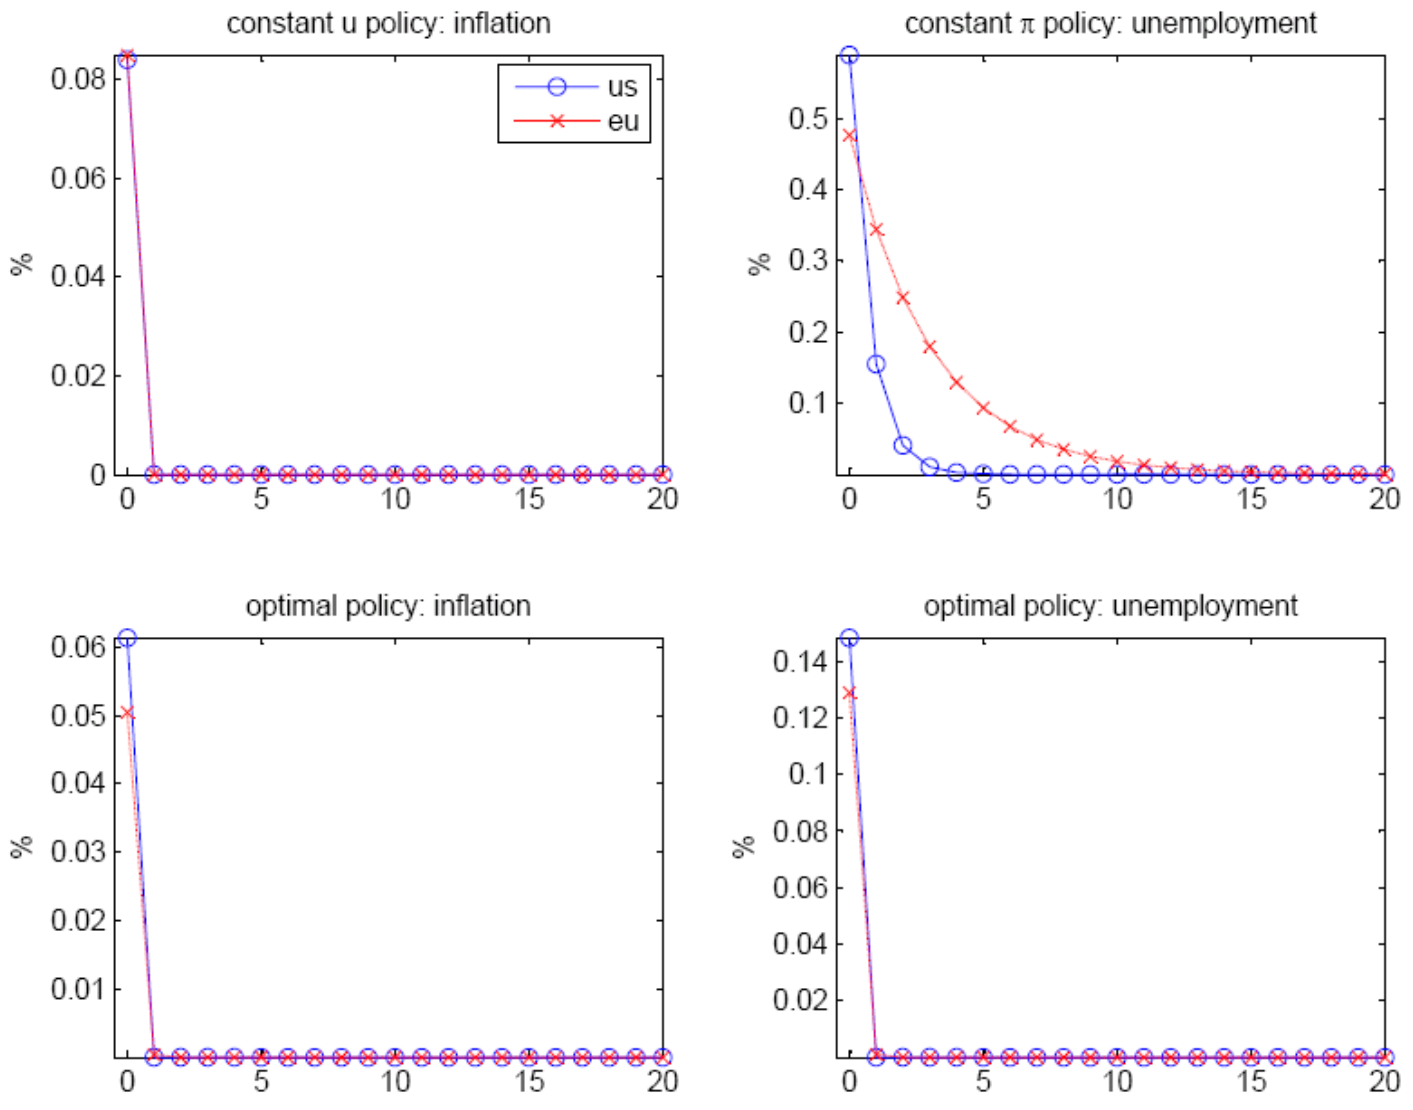 constant u policy: inflation
0.08
0.06
0.04
0.02
0
%
0 5 10 15 20
us
eu
constant π policy: unemployment
0.5
0.4
0.3
0.2
0.1
%
0 5 10 15 20
optimal policy: inflation
0.06
0.05
0.04
0.03
0.02
0.01
%
0 5 10 15 20
optimal policy: unemployment
0.14
0.12
0.1
0.08
0.06
0.04
0.02
%
0 5 10 15 20